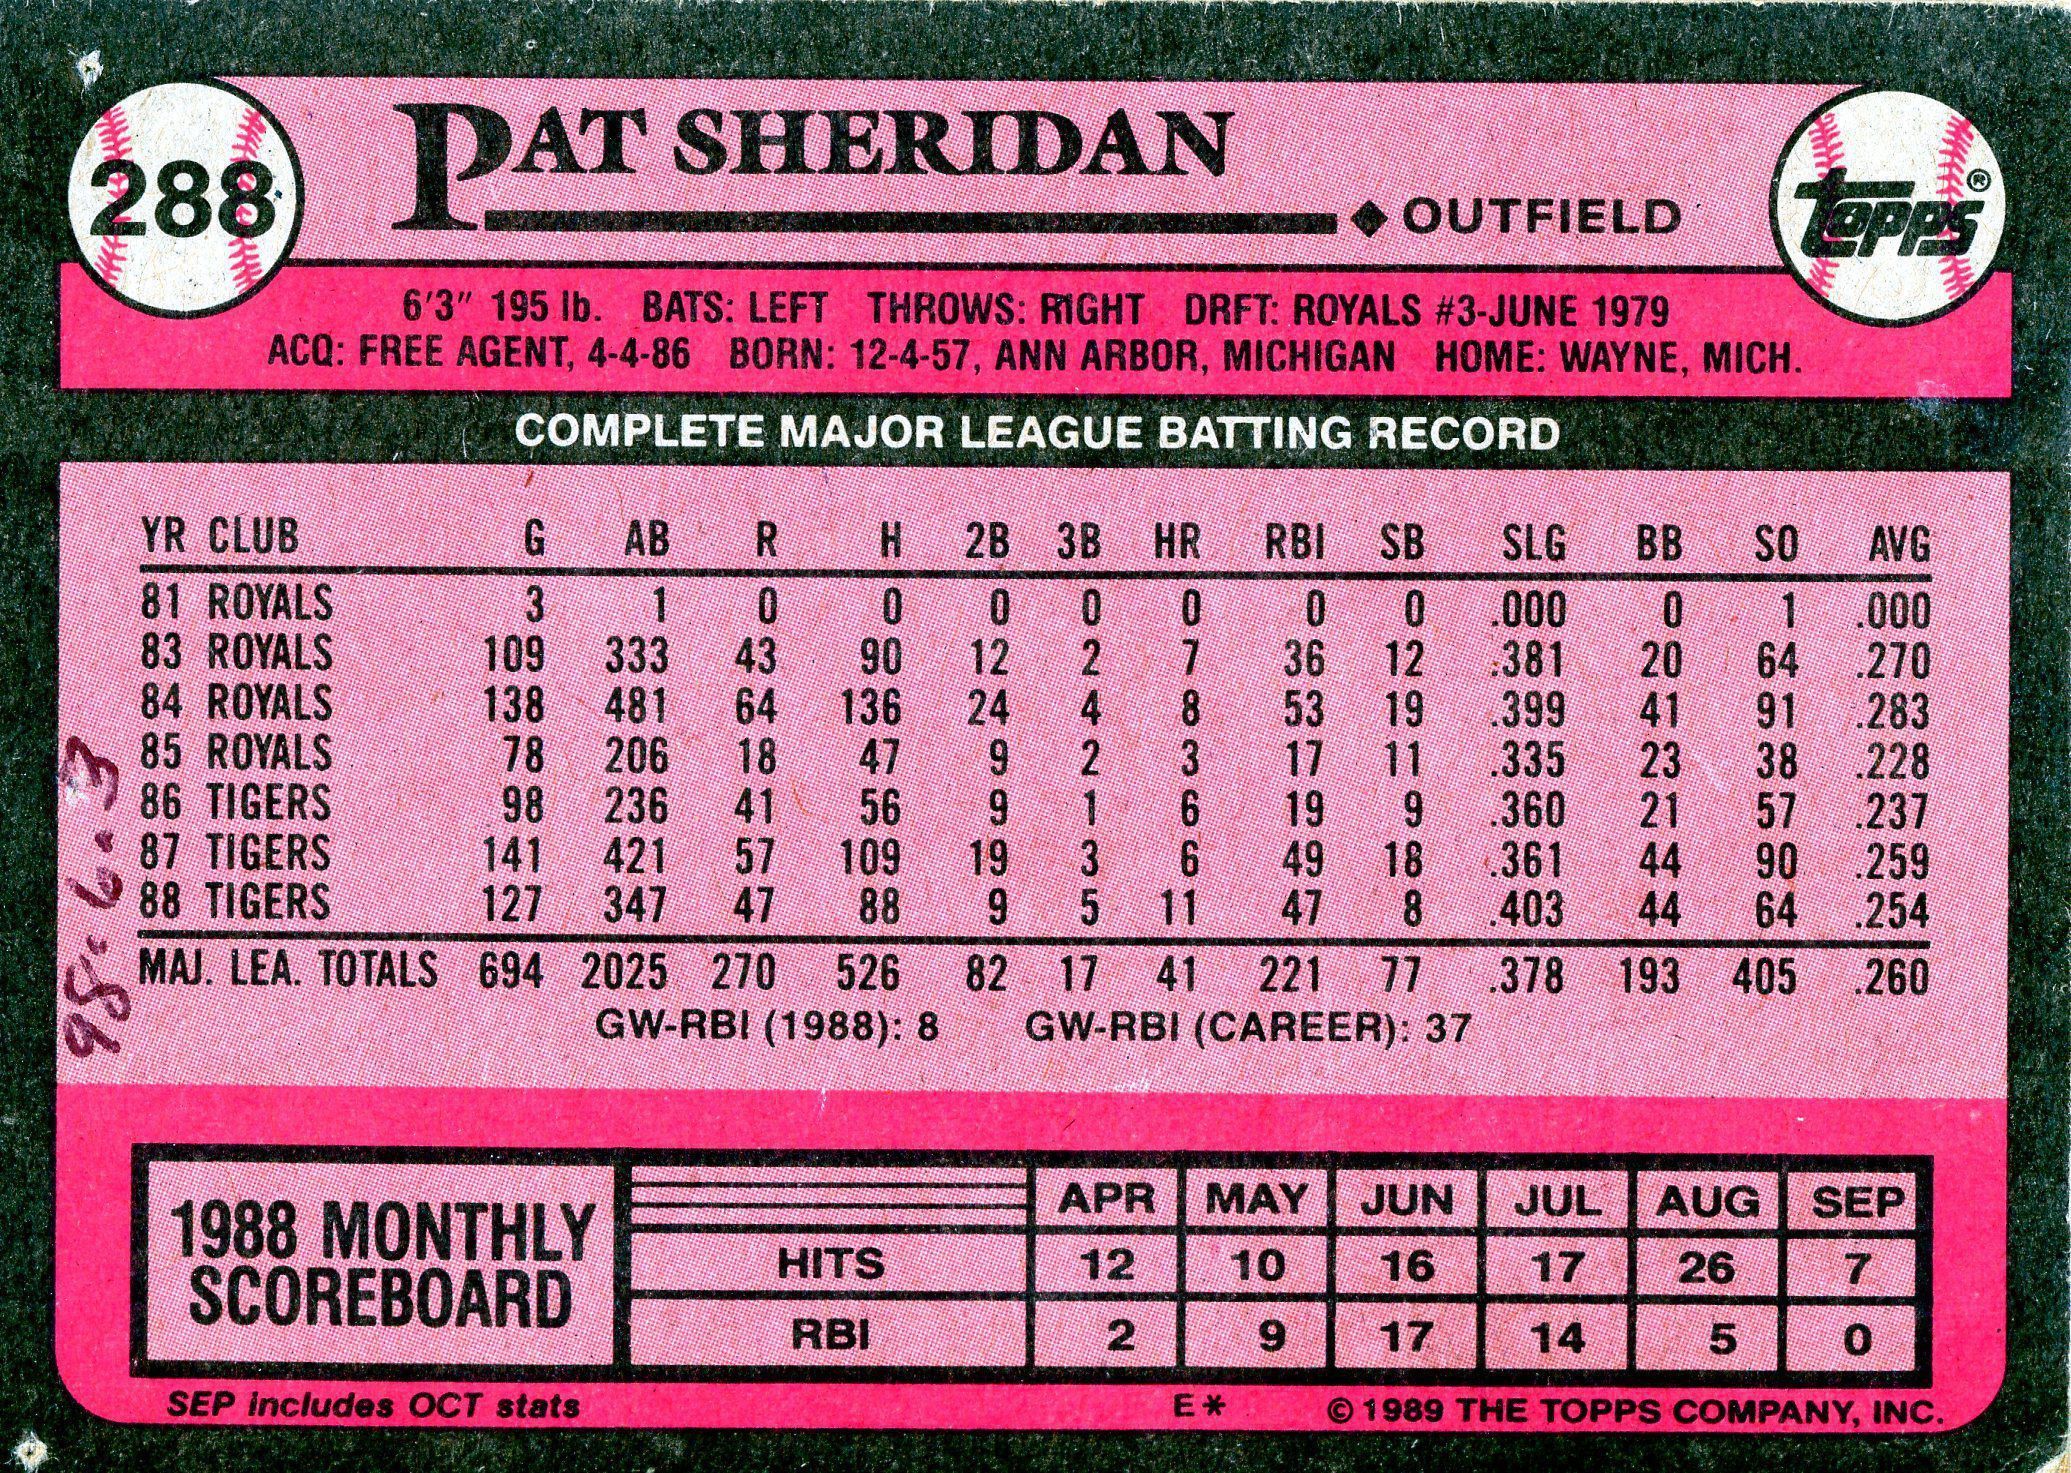 288
PAT SHERIDAN
◆ OUTFIELD
topps®
6'3" 195 lb. BATS: LEFT THROWS: RIGHT DRFT: ROYALS #3-JUNE 1979
ACQ: FREE AGENT, 4-4-86 BORN: 12-4-57, ANN ARBOR, MICHIGAN HOME: WAYNE, MICH.
COMPLETE MAJOR LEAGUE BATTING RECORD
YR CLUB G AB R H 2B 3B HR RBI SB SLG BB SO AVG
81 ROYALS 3 1 0 0 0 0 0 0 0 .000 0 1 .000
83 ROYALS 109 333 43 90 12 2 7 36 12 .381 20 64 .270
84 ROYALS 138 481 64 136 24 4 8 53 19 .399 41 91 .283
85 ROYALS 78 206 18 47 9 2 3 17 11 .335 23 38 .228
86 TIGERS 98 236 41 56 9 1 6 19 9 .360 21 57 .237
87 TIGERS 141 421 57 109 19 3 6 49 18 .361 44 90 .259
88 TIGERS 127 347 47 88 9 5 11 47 8 .403 44 64 .254
MAJ. LEA. TOTALS 694 2025 270 526 82 17 41 221 77 .378 193 405 .260
GW-RBI (1988): 8 GW-RBI (CAREER): 37
98-6-3
1988 MONTHLY
SCOREBOARD
APR MAY JUN JUL AUG SEP
HITS 12 10 16 17 26 7
RBI 2 9 17 14 5 0
SEP includes OCT stats
E*
© 1989 THE TOPPS COMPANY, INC.